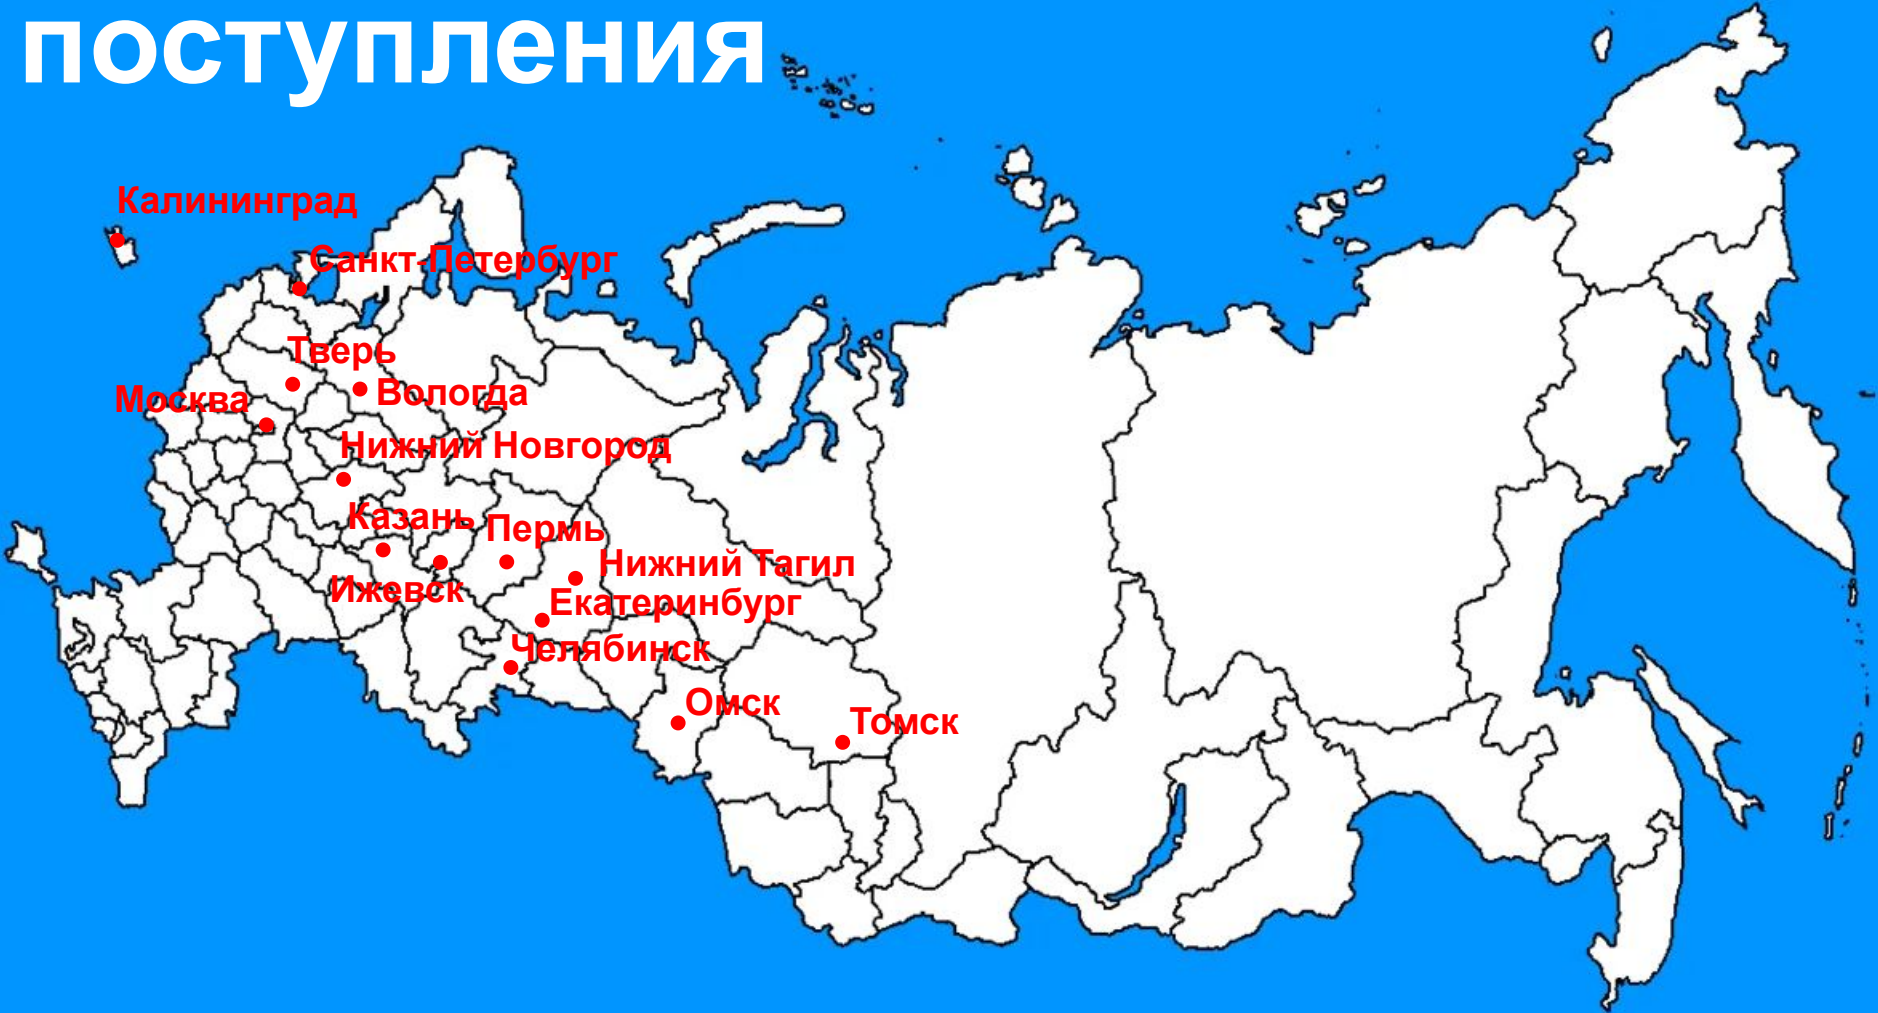 поступления
Калининград
Санкт-Петербург
Тверь
Москва
Вологда
Нижний Новгород
Казань
Пермь
Нижний Тагил
Ижевск
Екатеринбург
Челябинск
Омск
Томск